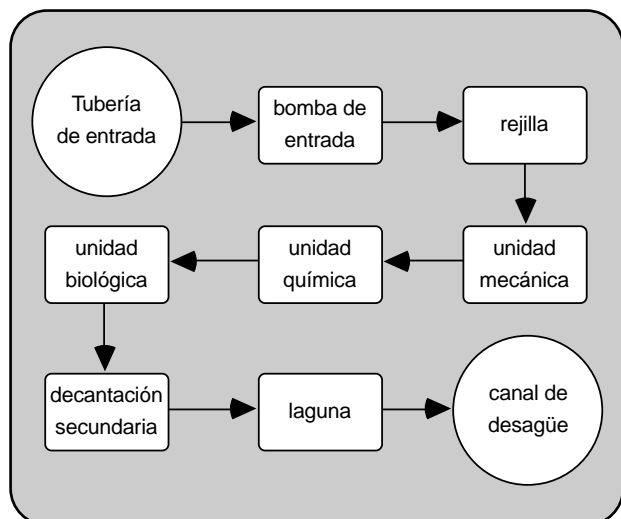 Tubería
de entrada
bomba de
entrada
rejilla
unidad
biológica
unidad
química
unidad
mecánica
decantación
secundaria
laguna
canal de
desagüe